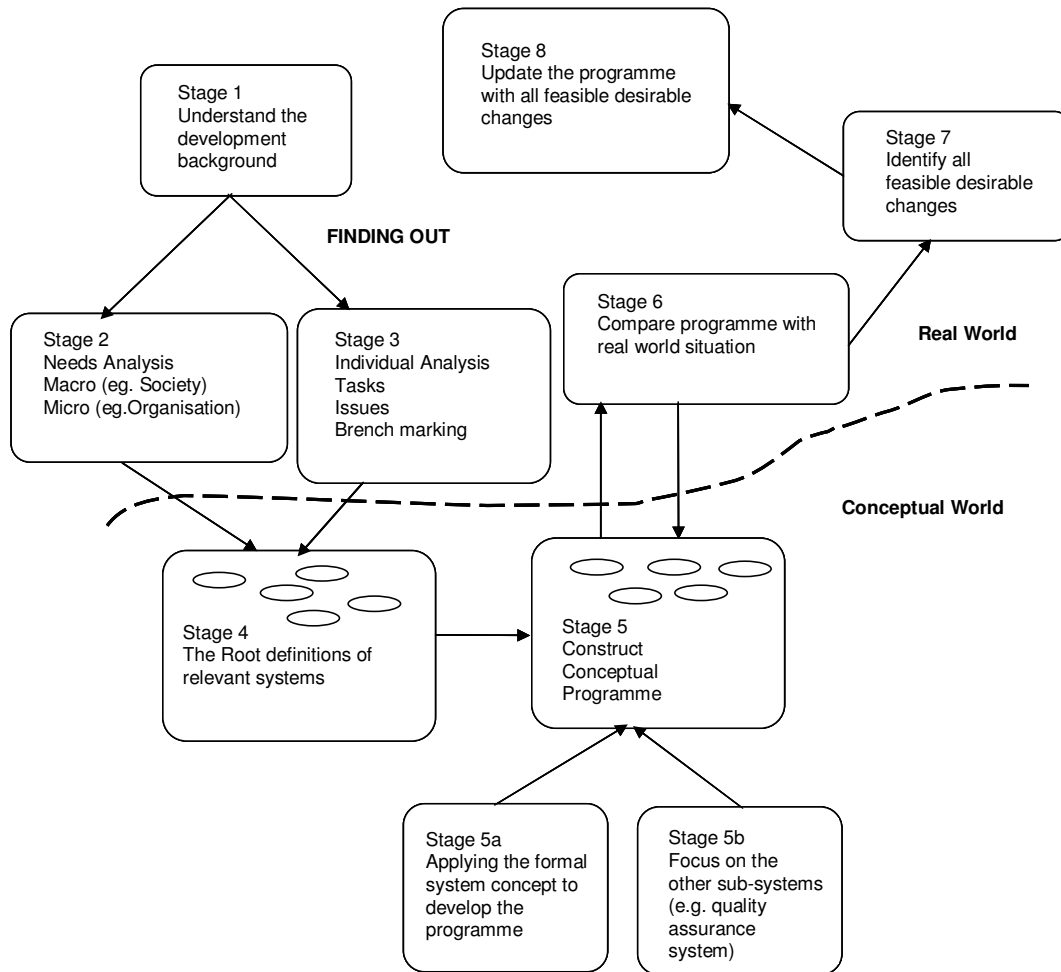 Stage 1
Understand the
development
background
Stage 8
Update the programme
with all feasible desirable
changes
Stage 7
Identify all
feasible desirable
changes
FINDING OUT
Stage 2
Needs Analysis
Macro (eg. Society)
Micro (eg.Organisation)
Stage 3
Individual Analysis
Tasks
Issues
Brench marking
Stage 6
Compare programme with
real world situation
Real World
Conceptual World
Stage 4
The Root definitions of
relevant systems
Stage 5
Construct
Conceptual
Programme
Stage 5a
Applying the formal
system concept to
develop the
programme
Stage 5b
Focus on the
other sub-systems
(e.g. quality
assurance
system)